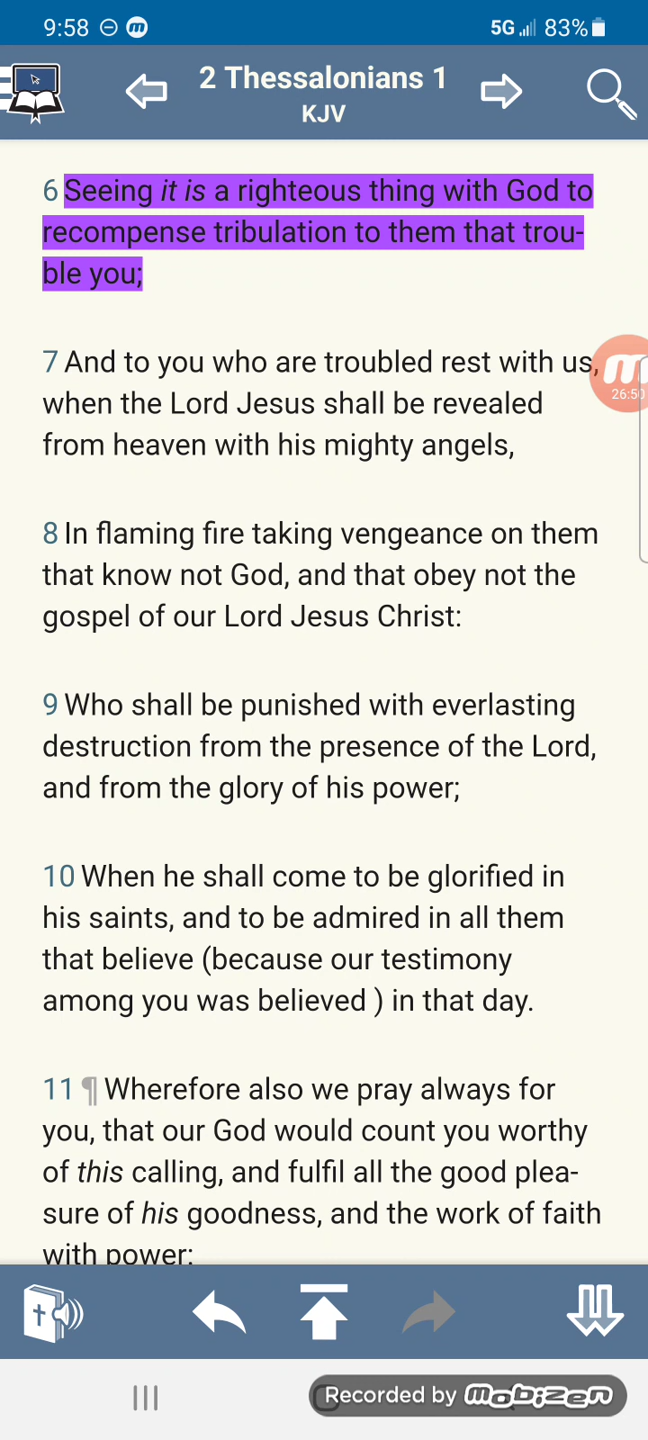 9:58
5G 83%
2 Thessalonians 1
KJV
6 Seeing it is a righteous thing with God to
recompense tribulation to them that trou-
ble you;
7 And to you who are troubled rest with us,
when the Lord Jesus shall be revealed
from heaven with his mighty angels,
26:50
8 In flaming fire taking vengeance on them
that know not God, and that obey not the
gospel of our Lord Jesus Christ:
9 Who shall be punished with everlasting
destruction from the presence of the Lord,
and from the glory of his power;
10 When he shall come to be glorified in
his saints, and to be admired in all them
that believe (because our testimony
among you was believed ) in that day.
11 ¶ Wherefore also we pray always for
you, that our God would count you worthy
of this calling, and fulfil all the good plea-
sure of his goodness, and the work of faith
with power:
Recorded by mobizen